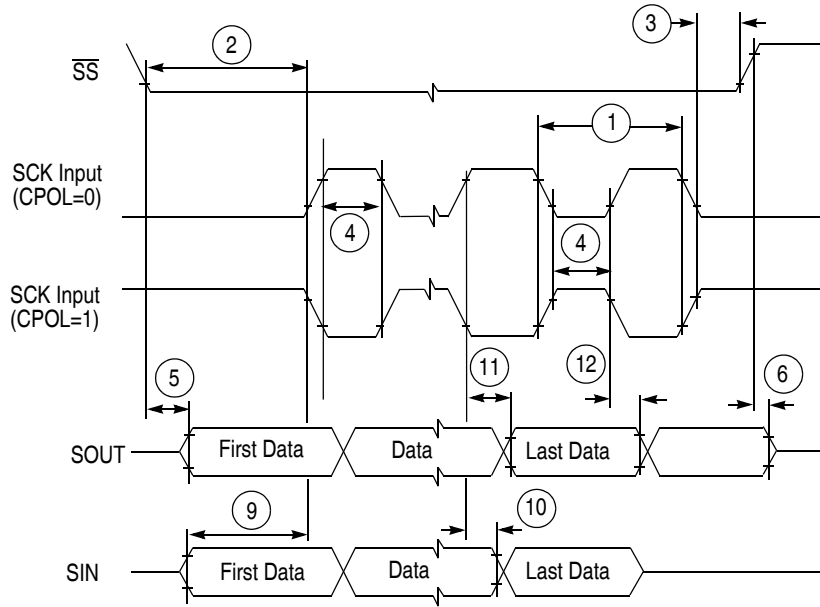 2
3
S̅S̅
1
SCK Input
(CPOL=0)
4
4
SCK Input
(CPOL=1)
5
11
12
6
SOUT
First Data
Data
Last Data
9
10
SIN
First Data
Data
Last Data